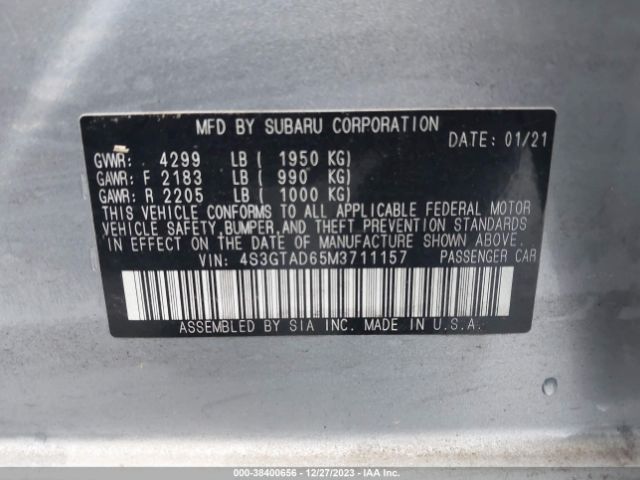 MFD BY SUBARU CORPORATION
DATE: 01/21
GVWR: 4299 LB ( 1950 KG)
GAWR: F 2183 LB ( 990 KG)
GAWR: R 2205 LB ( 1000 KG)
THIS VEHICLE CONFORMS TO ALL APPLICABLE FEDERAL MOTOR
VEHICLE SAFETY,BUMPER,AND THEFT PREVENTION STANDARDS
IN EFFECT ON THE DATE OF MANUFACTURE SHOWN ABOVE.
VIN: 4S3GTAD65M3711157 PASSENGER CAR
ASSEMBLED BY SIA INC. MADE IN U.S.A.
000-38400656 - 12/27/2023 - IAA Inc.